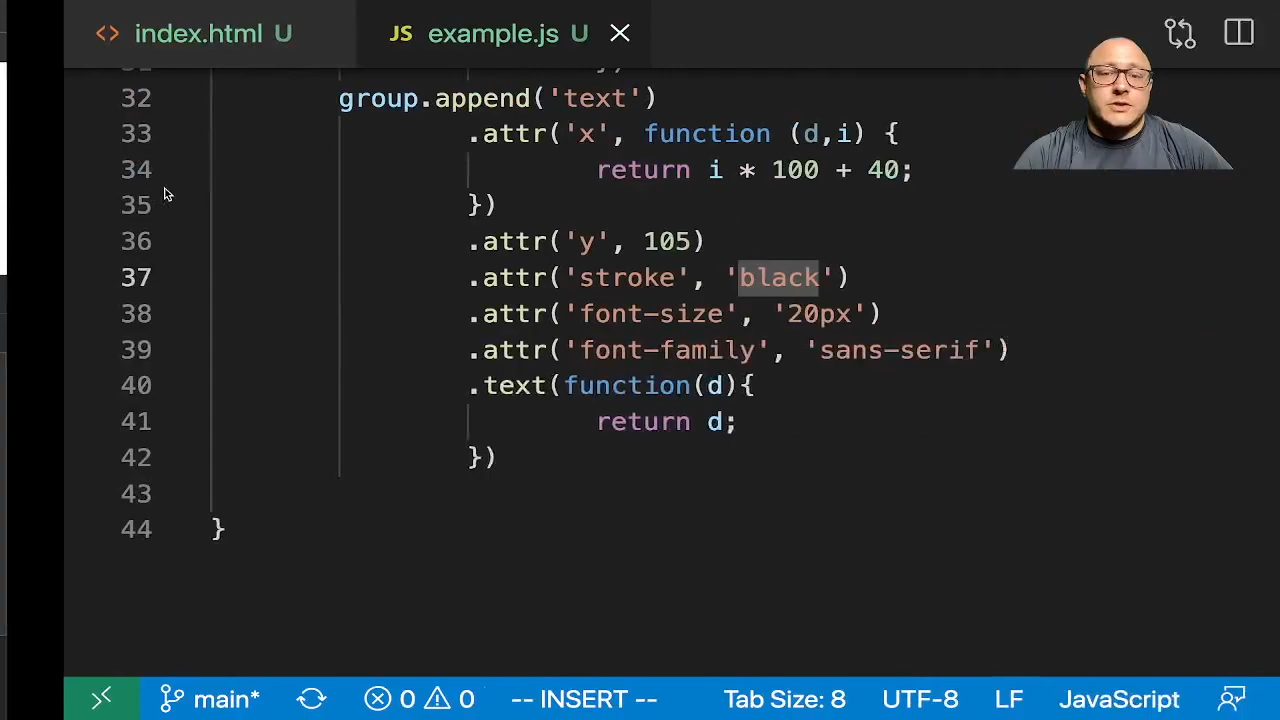 index.html U
JS example.js U
32 group.append('text')
33 .attr('x', function (d,i) {
34 return i * 100 + 40;
35 })
36 .attr('y', 105)
37 .attr('stroke', 'black')
38 .attr('font-size', '20px')
39 .attr('font-family', 'sans-serif')
40 .text(function(d){
41 return d;
42 })
43
44 }
main* 0 0 -- INSERT -- Tab Size: 8 UTF-8 LF JavaScript